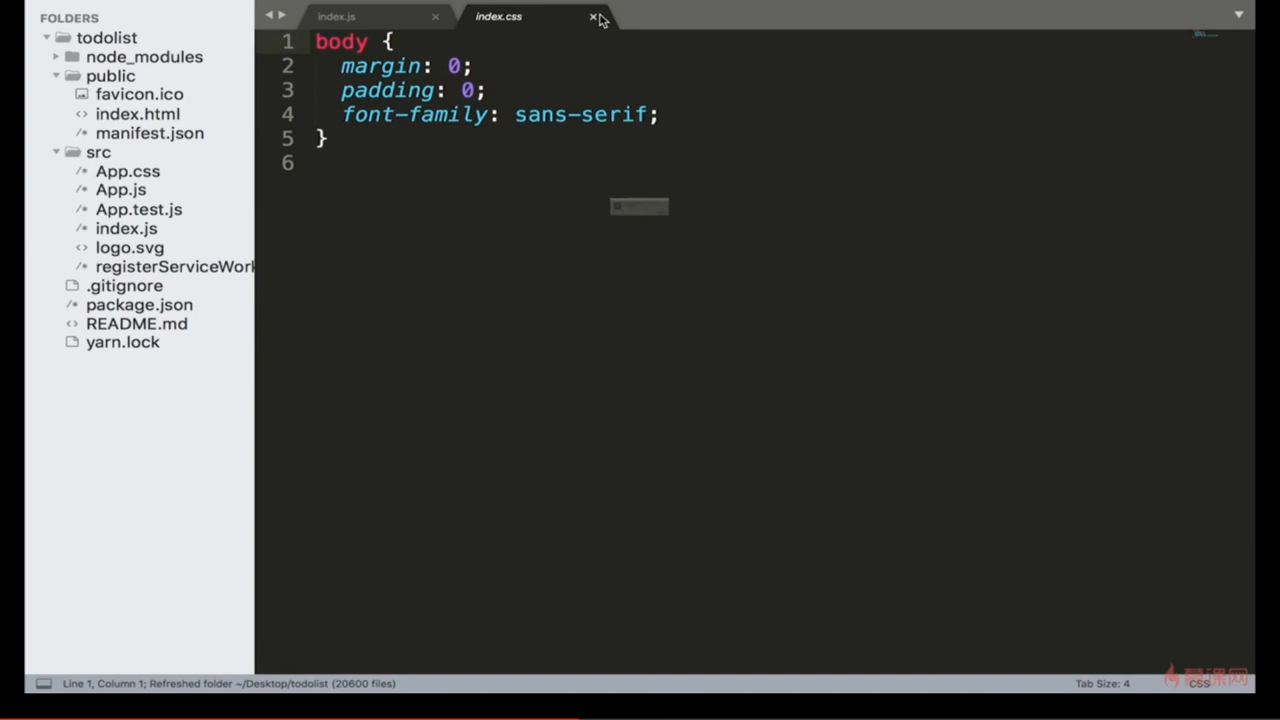 FOLDERS
todolist
node_modules
public
favicon.ico
index.html
manifest.json
src
App.css
App.js
App.test.js
index.js
logo.svg
registerServiceWork
.gitignore
package.json
README.md
yarn.lock
index.js
index.css
1 body {
2 margin: 0;
3 padding: 0;
4 font-family: sans-serif;
5 }
6
Line 1, Column 1; Refreshed folder ~/Desktop/todolist (20600 files)
Tab Size: 4
CSS
慕课网